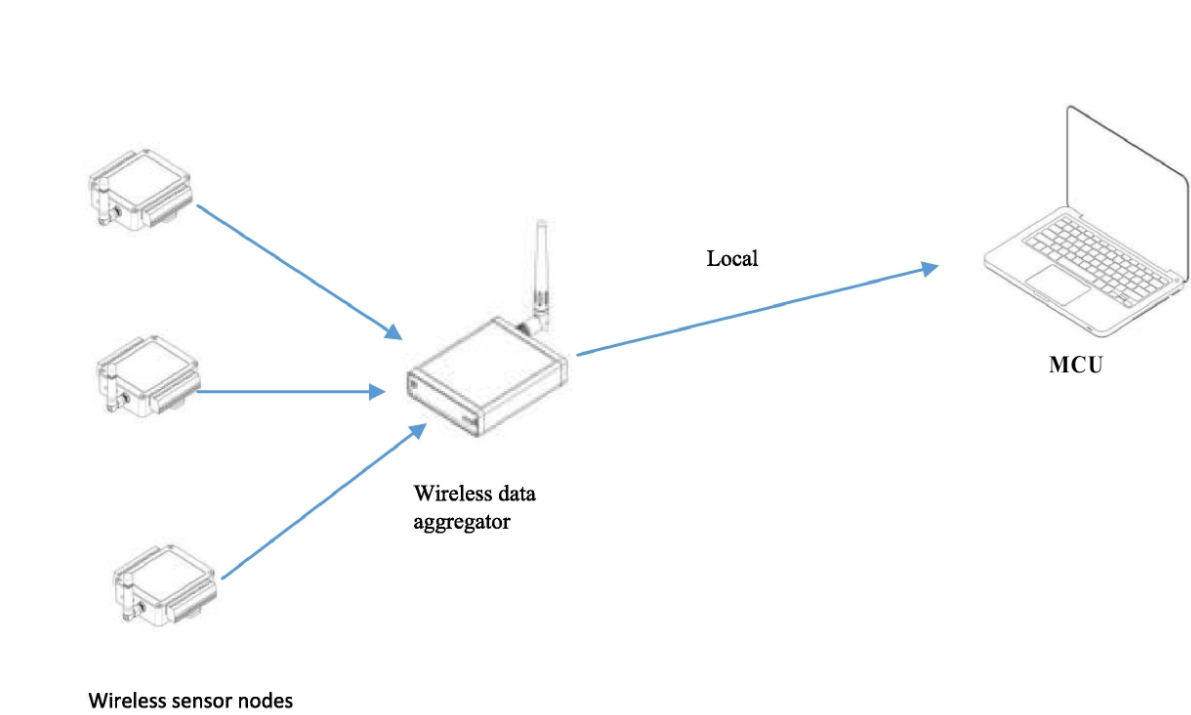 Local
MCU
Wireless data
aggregator
Wireless sensor nodes